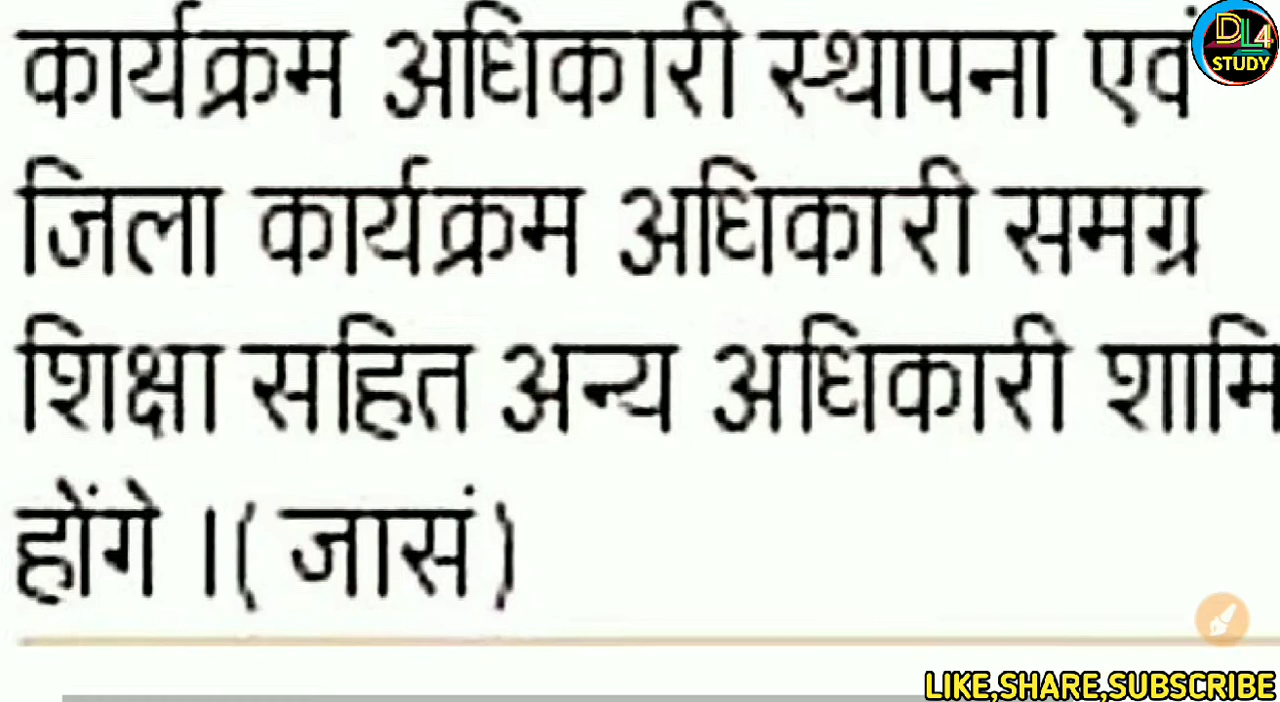 कार्यक्रम अधिकारी स्थापना एवं
जिला कार्यक्रम अधिकारी समग्र
शिक्षा सहित अन्य अधिकारी शामि
होंगे ।( जासं)
DL4
STUDY
LIKE,SHARE,SUBSCRIBE